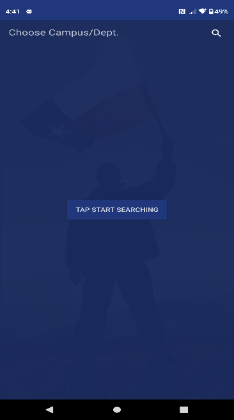 4:41
49%
Choose Campus/Dept.
TAP START SEARCHING